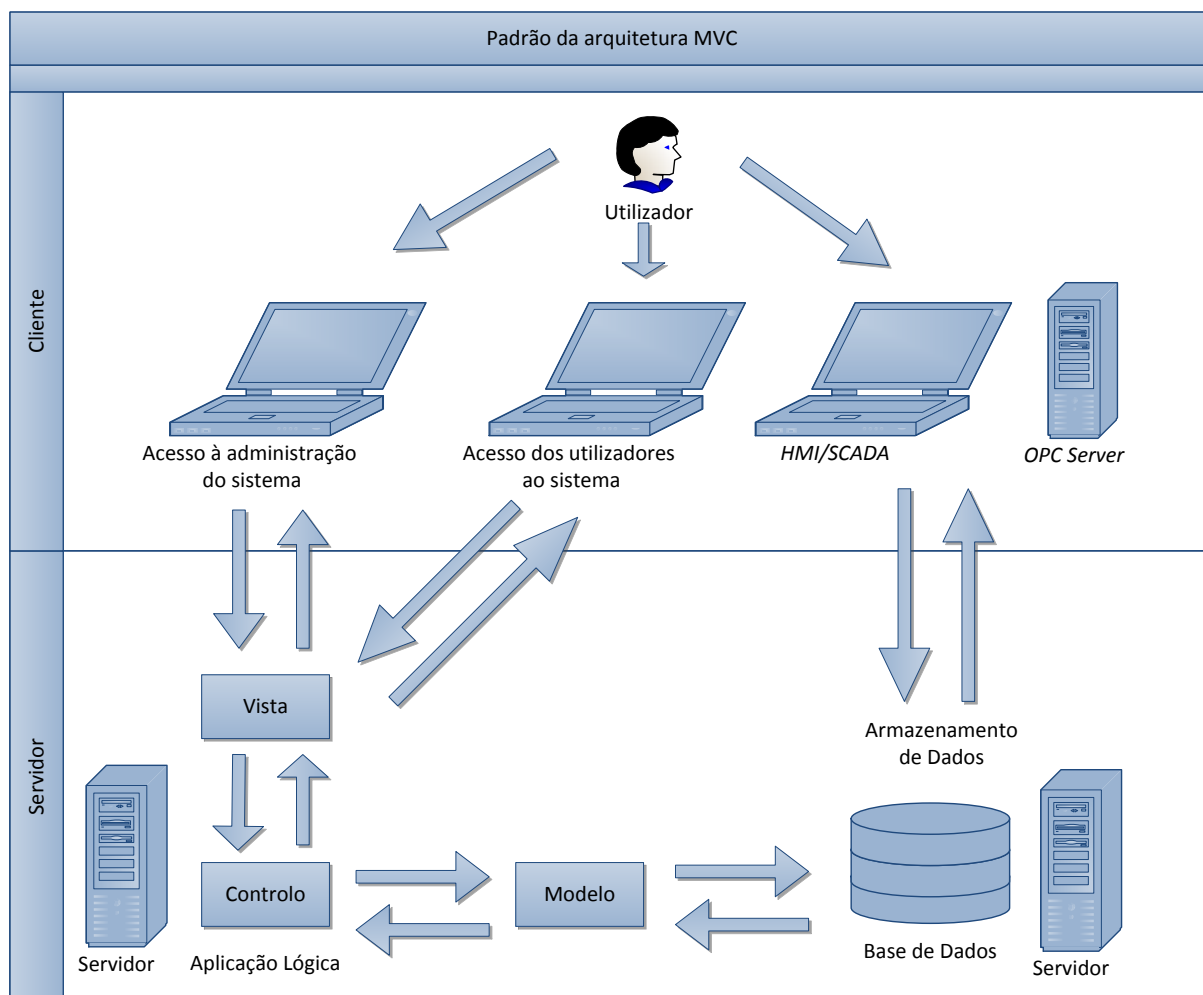 Padrão da arquitetura MVC
Cliente
Utilizador
Acesso à administração
do sistema
Acesso dos utilizadores
ao sistema
HMI/SCADA
OPC Server
Servidor
Vista
Armazenamento
de Dados
Controlo
Modelo
Servidor
Aplicação Lógica
Base de Dados
Servidor